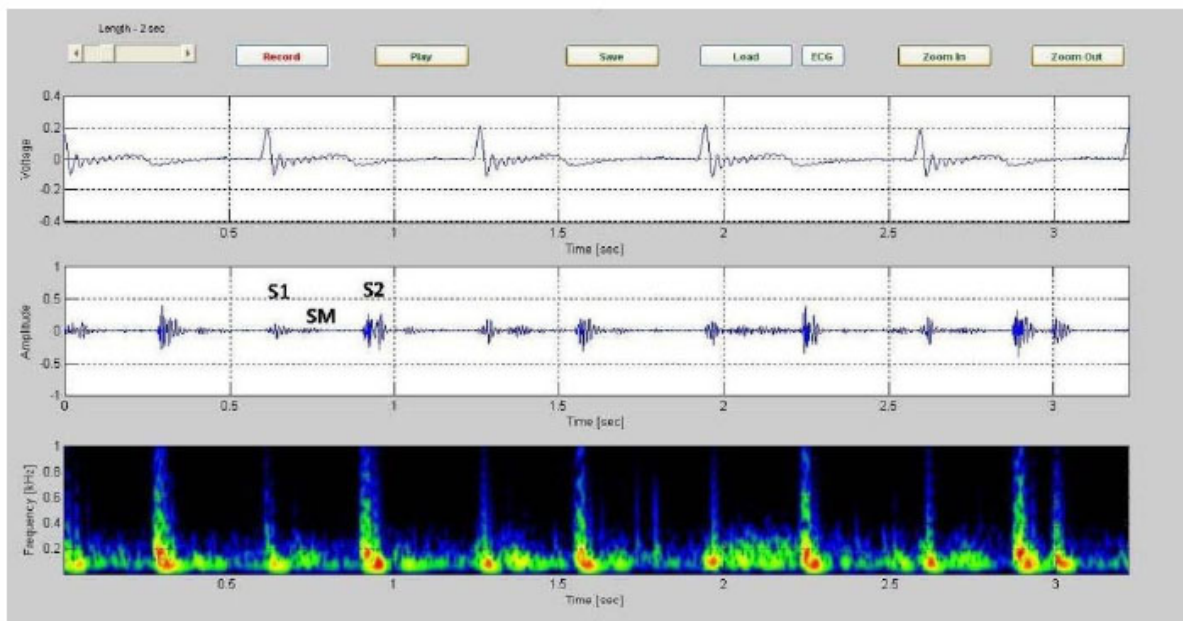 Length - 2 sec
Record Play Save Load ECG Zoom In Zoom Out
Voltage
0.4
0.2
0
-0.2
-0.4
0.5 1 1.5 2 2.5 3
Time [sec]
Amplitude
1
0.5
0
-0.5
-1
S1 SM S2
0 0.5 1 1.5 2 2.5 3
Time [sec]
Frequency [kHz]
1
0.8
0.6
0.4
0.2
0.5 1 1.5 2 2.5 3
Time [sec]